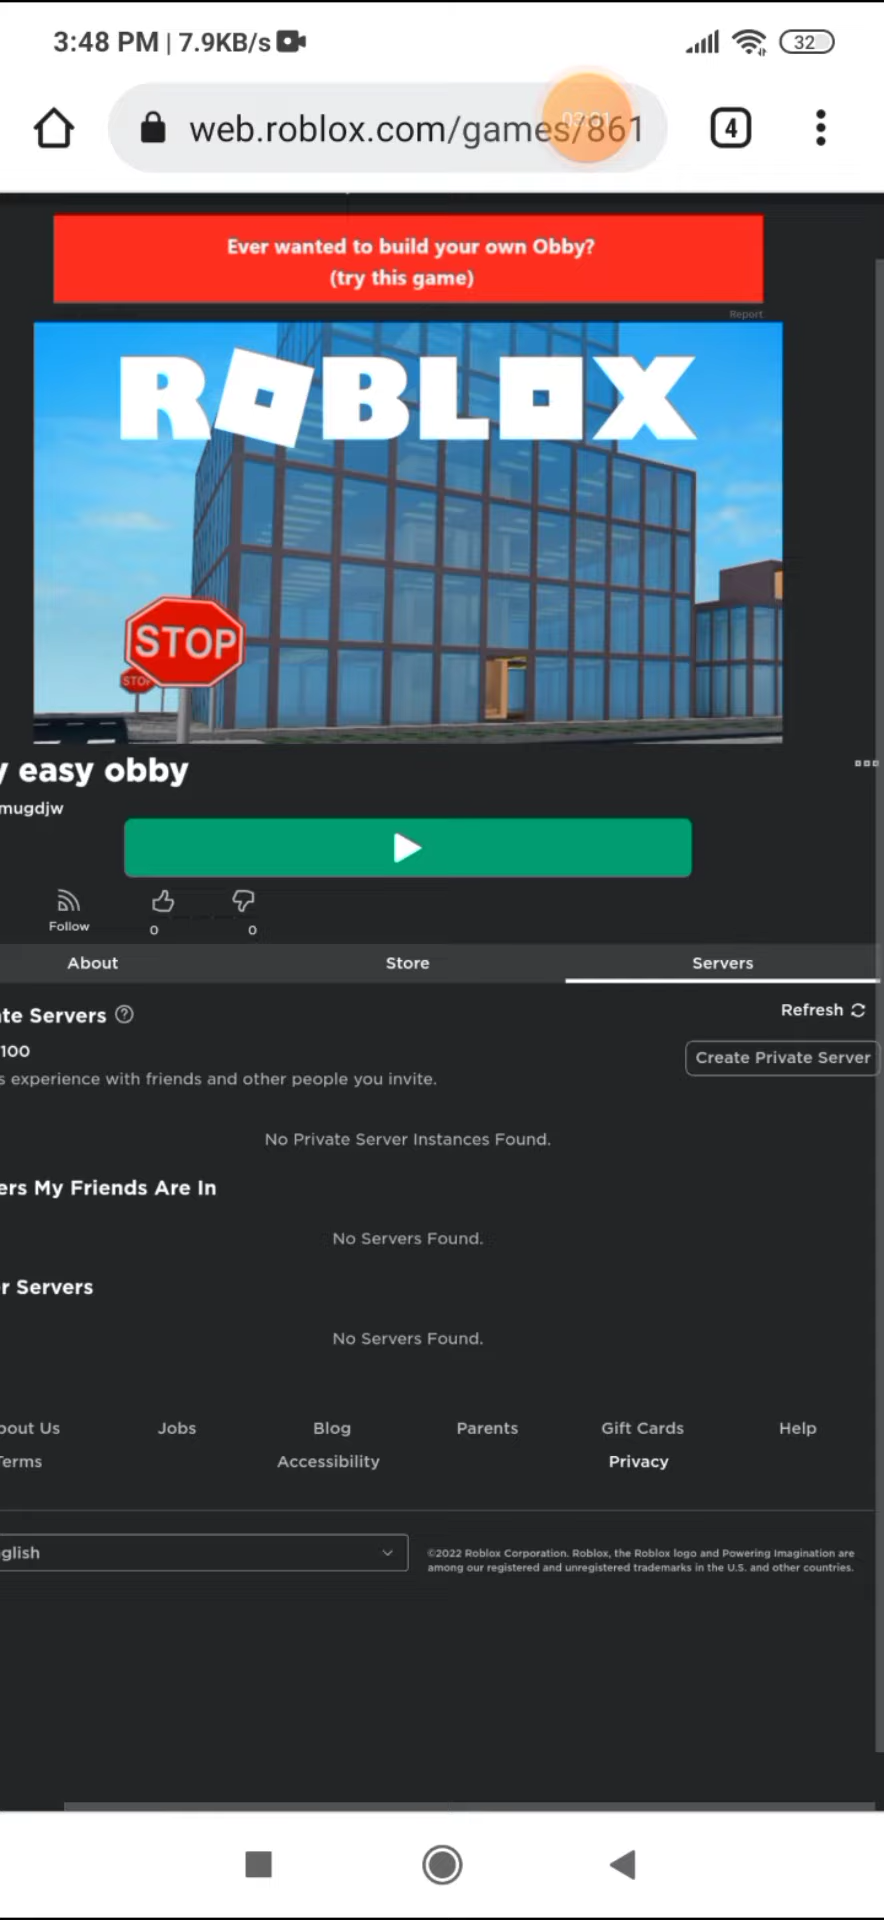 3:48 PM | 7.9KB/s
32
web.roblox.com/games/861
03:01
4
Ever wanted to build your own Obby?
(try this game)
Report
ROBLOX
STOP
STOP
y easy obby
mugdjw
Follow
0
0
About
Store
Servers
te Servers
Refresh
100
Create Private Server
s experience with friends and other people you invite.
No Private Server Instances Found.
ers My Friends Are In
No Servers Found.
r Servers
No Servers Found.
bout Us
Jobs
Blog
Parents
Gift Cards
Help
Terms
Accessibility
Privacy
glish
©2022 Roblox Corporation. Roblox, the Roblox logo and Powering Imagination are
among our registered and unregistered trademarks in the U.S. and other countries.